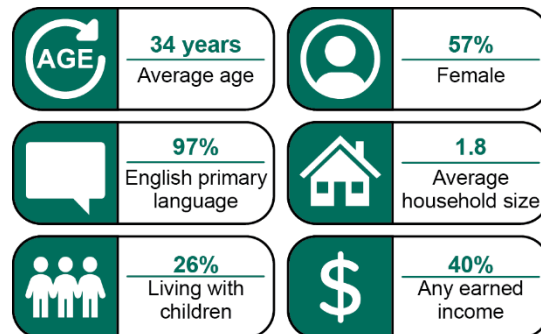 AGE
34 years
Average age
57%
Female
97%
English primary
language
1.8
Average
household size
26%
Living with
children
$
40%
Any earned
income